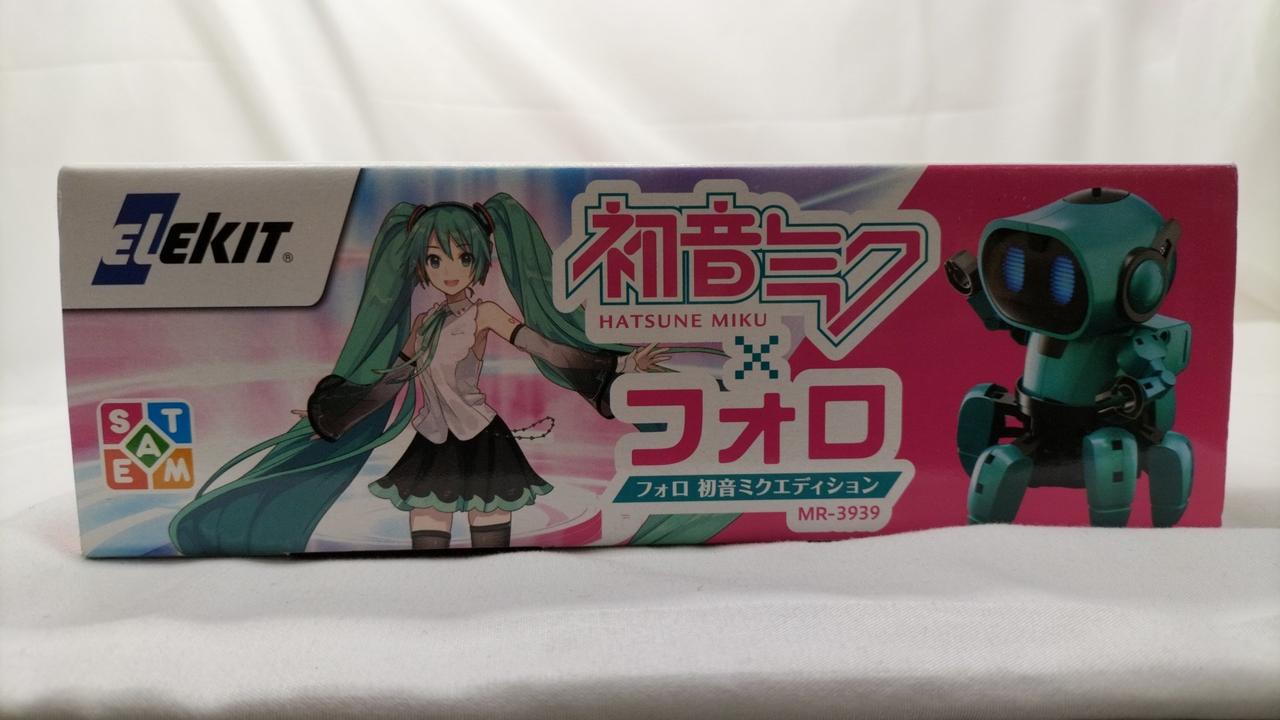 ELEKIT®
STEAM
初音ミク
HATSUNE MIKU
×
フォロ
フォロ 初音ミクエディション
MR-3939